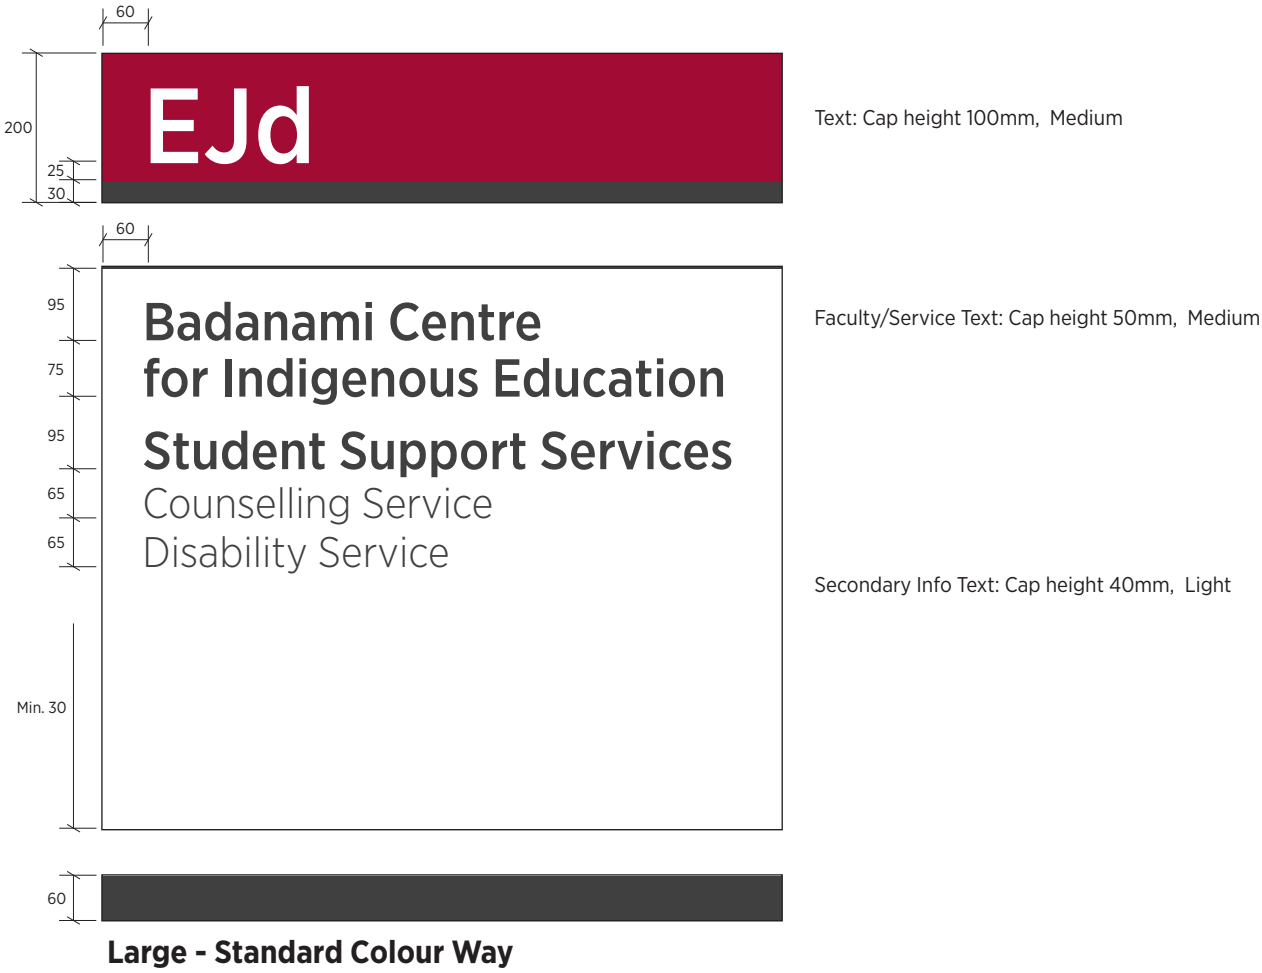 60
200
EJd
Text: Cap height 100mm, Medium
25
30
60
95
Badanami Centre
Faculty/Service Text: Cap height 50mm, Medium
75
for Indigenous Education
95
Student Support Services
65
Counselling Service
65
Disability Service
Secondary Info Text: Cap height 40mm, Light
Min. 30
60
Large - Standard Colour Way